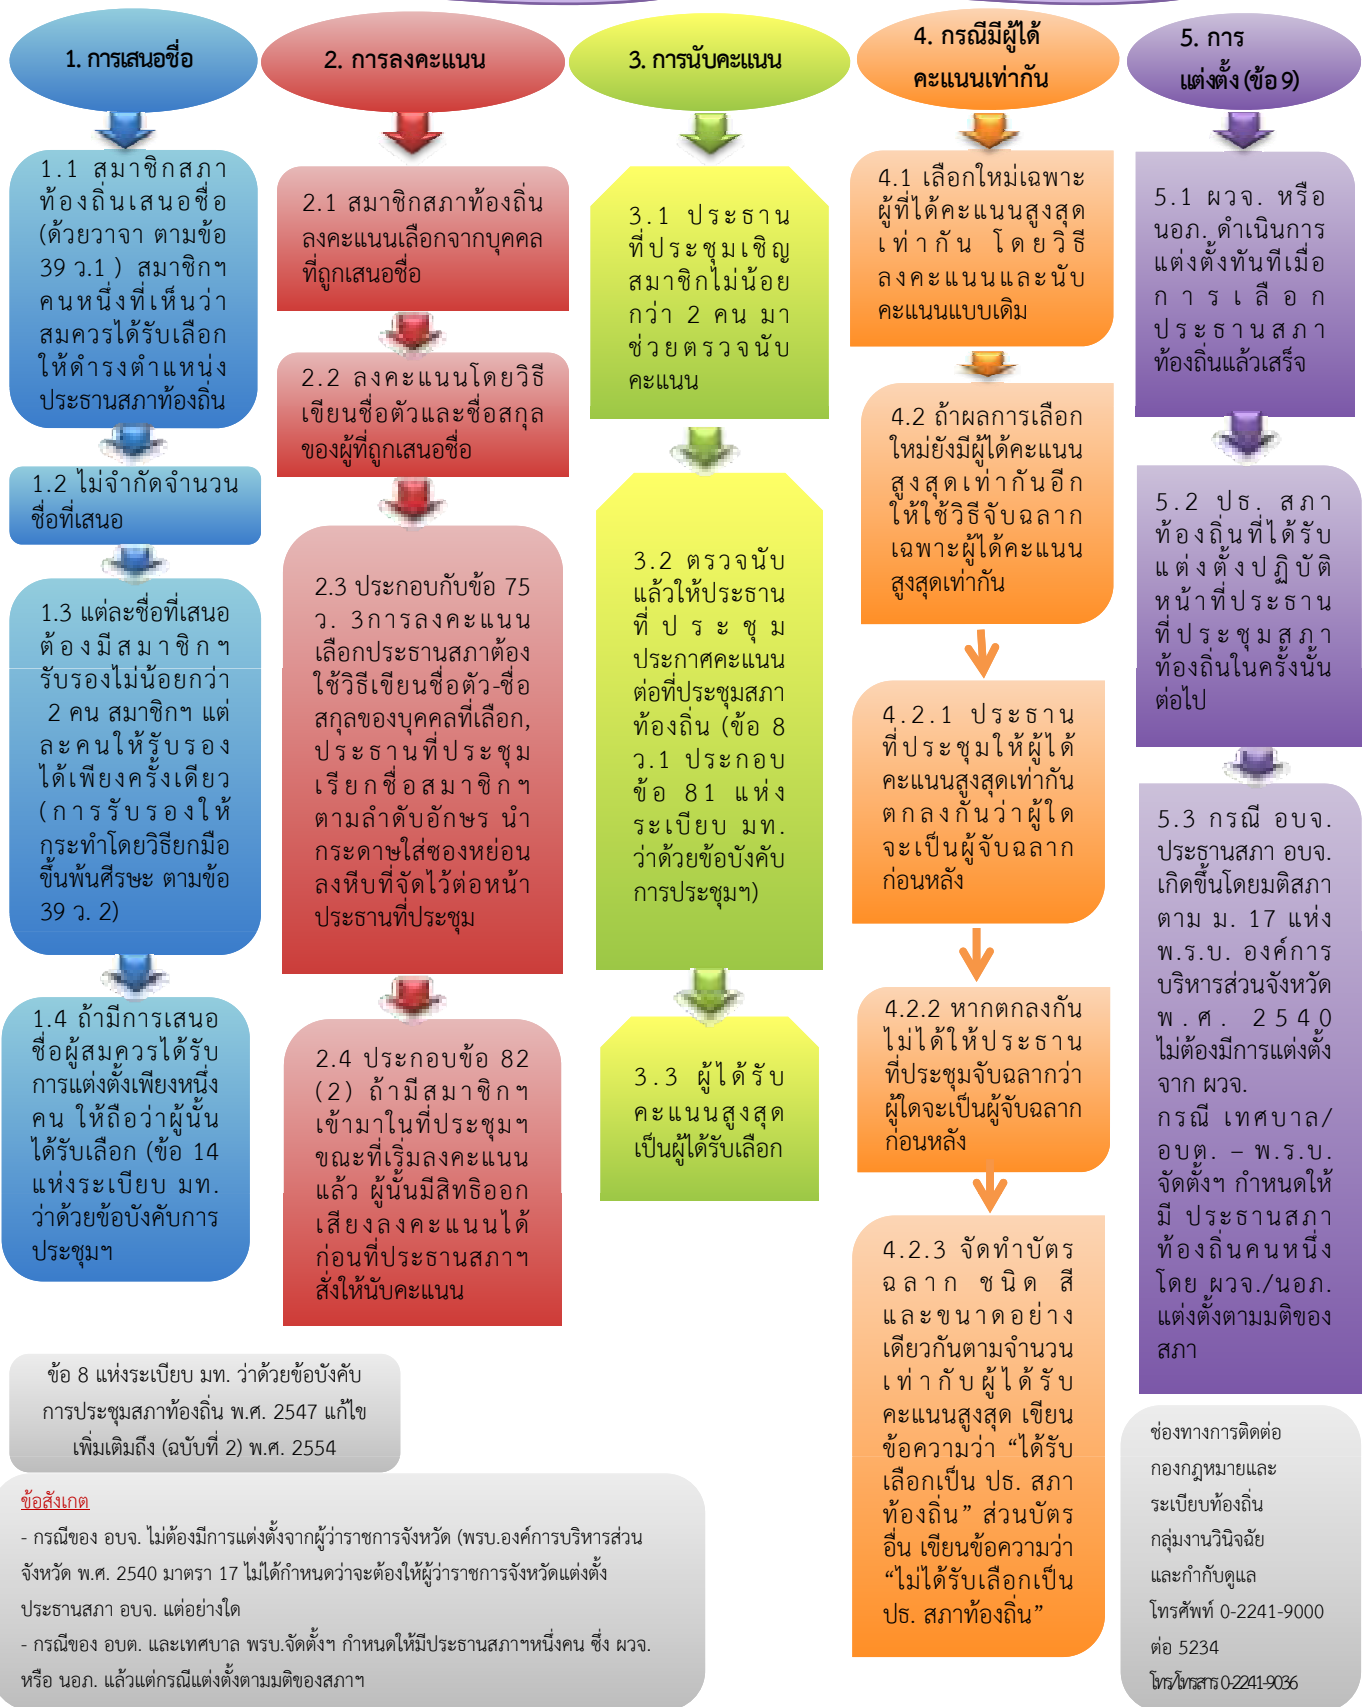 1. การเสนอชื่อ
1.1 สมาชิกสภา
ท้องถิ่นเสนอชื่อ
(ด้วยวาจา ตามข้อ
39 ว.1 ) สมาชิกฯ
คนหนึ่งที่เห็นว่า
สมควรได้รับเลือก
ให้ดำรงตำแหน่ง
ประธานสภาท้องถิ่น
1.2 ไม่จำกัดจำนวน
ชื่อที่เสนอ
1.3 แต่ละชื่อที่เสนอ
ต้องมีสมาชิกฯ
รับรองไม่น้อยกว่า
2 คน สมาชิกฯ แต่
ละคนให้รับรอง
ได้เพียงครั้งเดียว
(การรับรองให้
กระทำโดยวิธียกมือ
ขึ้นพ้นศีรษะ ตามข้อ
39 ว. 2)
1.4 ถ้ามีการเสนอ
ชื่อผู้สมควรได้รับ
การแต่งตั้งเพียงหนึ่ง
คน ให้ถือว่าผู้นั้น
ได้รับเลือก (ข้อ 14
แห่งระเบียบ มท.
ว่าด้วยข้อบังคับการ
ประชุมฯ
2. การลงคะแนน
2.1 สมาชิกสภาท้องถิ่น
ลงคะแนนเลือกจากบุคคล
ที่ถูกเสนอชื่อ
2.2 ลงคะแนนโดยวิธี
เขียนชื่อตัวและชื่อสกุล
ของผู้ที่ถูกเสนอชื่อ
2.3 ประกอบกับข้อ 75
ว. 3การลงคะแนน
เลือกประธานสภาต้อง
ใช้วิธีเขียนชื่อตัว-ชื่อ
สกุลของบุคคลที่เลือก,
ประธานที่ประชุม
เรียกชื่อสมาชิกฯ
ตามลำดับอักษร นำ
กระดาษใส่ซองหย่อน
ลงหีบที่จัดไว้ต่อหน้า
ประธานที่ประชุม
2.4 ประกอบข้อ 82
(2) ถ้ามีสมาชิกฯ
เข้ามาในที่ประชุมฯ
ขณะที่เริ่มลงคะแนน
แล้ว ผู้นั้นมีสิทธิออก
เสียงลงคะแนนได้
ก่อนที่ประธานสภาฯ
สั่งให้นับคะแนน
3. การนับคะแนน
3.1 ประธาน
ที่ประชุมเชิญ
สมาชิกไม่น้อย
กว่า 2 คน มา
ช่วยตรวจนับ
คะแนน
3.2 ตรวจนับ
แล้วให้ประธาน
ที่ประชุม
ประกาศคะแนน
ต่อที่ประชุมสภา
ท้องถิ่น (ข้อ 8
ว.1 ประกอบ
ข้อ 81 แห่ง
ระเบียบ มท.
ว่าด้วยข้อบังคับ
การประชุมฯ)
3.3 ผู้ได้รับ
คะแนนสูงสุด
เป็นผู้ได้รับเลือก
4. กรณีมีผู้ได้
คะแนนเท่ากัน
4.1 เลือกใหม่เฉพาะ
ผู้ที่ได้คะแนนสูงสุด
เท่ากัน โดยวิธี
ลงคะแนนและนับ
คะแนนแบบเดิม
4.2 ถ้าผลการเลือก
ใหม่ยังมีผู้ได้คะแนน
สูงสุดเท่ากันอีก
ให้ใช้วิธีจับฉลาก
เฉพาะผู้ได้คะแนน
สูงสุดเท่ากัน
4.2.1 ประธาน
ที่ประชุมให้ผู้ได้
คะแนนสูงสุดเท่ากัน
ตกลงกันว่าผู้ใด
จะเป็นผู้จับฉลาก
ก่อนหลัง
4.2.2 หากตกลงกัน
ไม่ได้ให้ประธาน
ที่ประชุมจับฉลากว่า
ผู้ใดจะเป็นผู้จับฉลาก
ก่อนหลัง
4.2.3 จัดทำบัตร
ฉลาก ชนิด สี
และขนาดอย่าง
เดียวกันตามจำนวน
เท่ากับผู้ได้รับ
คะแนนสูงสุด เขียน
ข้อความว่า “ได้รับ
เลือกเป็น ปธ. สภา
ท้องถิ่น” ส่วนบัตร
อื่น เขียนข้อความว่า
“ไม่ได้รับเลือกเป็น
ปธ. สภาท้องถิ่น”
5. การ
แต่งตั้ง (ข้อ 9)
5.1 ผวจ. หรือ
นอภ. ดำเนินการ
แต่งตั้งทันทีเมื่อ
การเลือก
ประธานสภา
ท้องถิ่นแล้วเสร็จ
5.2 ปธ. สภา
ท้องถิ่นที่ได้รับ
แต่งตั้งปฏิบัติ
หน้าที่ประธาน
ที่ประชุมสภา
ท้องถิ่นในครั้งนั้น
ต่อไป
5.3 กรณี อบจ.
ประธานสภา อบจ.
เกิดขึ้นโดยมติสภา
ตาม ม. 17 แห่ง
พ.ร.บ. องค์การ
บริหารส่วนจังหวัด
พ.ศ. 2540
ไม่ต้องมีการแต่งตั้ง
จาก ผวจ.
กรณี เทศบาล/
อบต. – พ.ร.บ.
จัดตั้งฯ กำหนดให้
มี ประธานสภา
ท้องถิ่นคนหนึ่ง
โดย ผวจ./นอภ.
แต่งตั้งตามมติของ
สภา
ข้อ 8 แห่งระเบียบ มท. ว่าด้วยข้อบังคับ
การประชุมสภาท้องถิ่น พ.ศ. 2547 แก้ไข
เพิ่มเติมถึง (ฉบับที่ 2) พ.ศ. 2554
ข้อสังเกต
- กรณีของ อบจ. ไม่ต้องมีการแต่งตั้งจากผู้ว่าราชการจังหวัด (พรบ.องค์การบริหารส่วน
จังหวัด พ.ศ. 2540 มาตรา 17 ไม่ได้กำหนดว่าจะต้องให้ผู้ว่าราชการจังหวัดแต่งตั้ง
ประธานสภา อบจ. แต่อย่างใด
- กรณีของ อบต. และเทศบาล พรบ.จัดตั้งฯ กำหนดให้มีประธานสภาฯหนึ่งคน ซึ่ง ผวจ.
หรือ นอภ. แล้วแต่กรณีแต่งตั้งตามมติของสภาฯ
ช่องทางการติดต่อ
กองกฎหมายและ
ระเบียบท้องถิ่น
กลุ่มงานวินิจฉัย
และกำกับดูแล
โทรศัพท์ 0-2241-9000
ต่อ 5234
โทร/โทรสาร 0-2241-9036